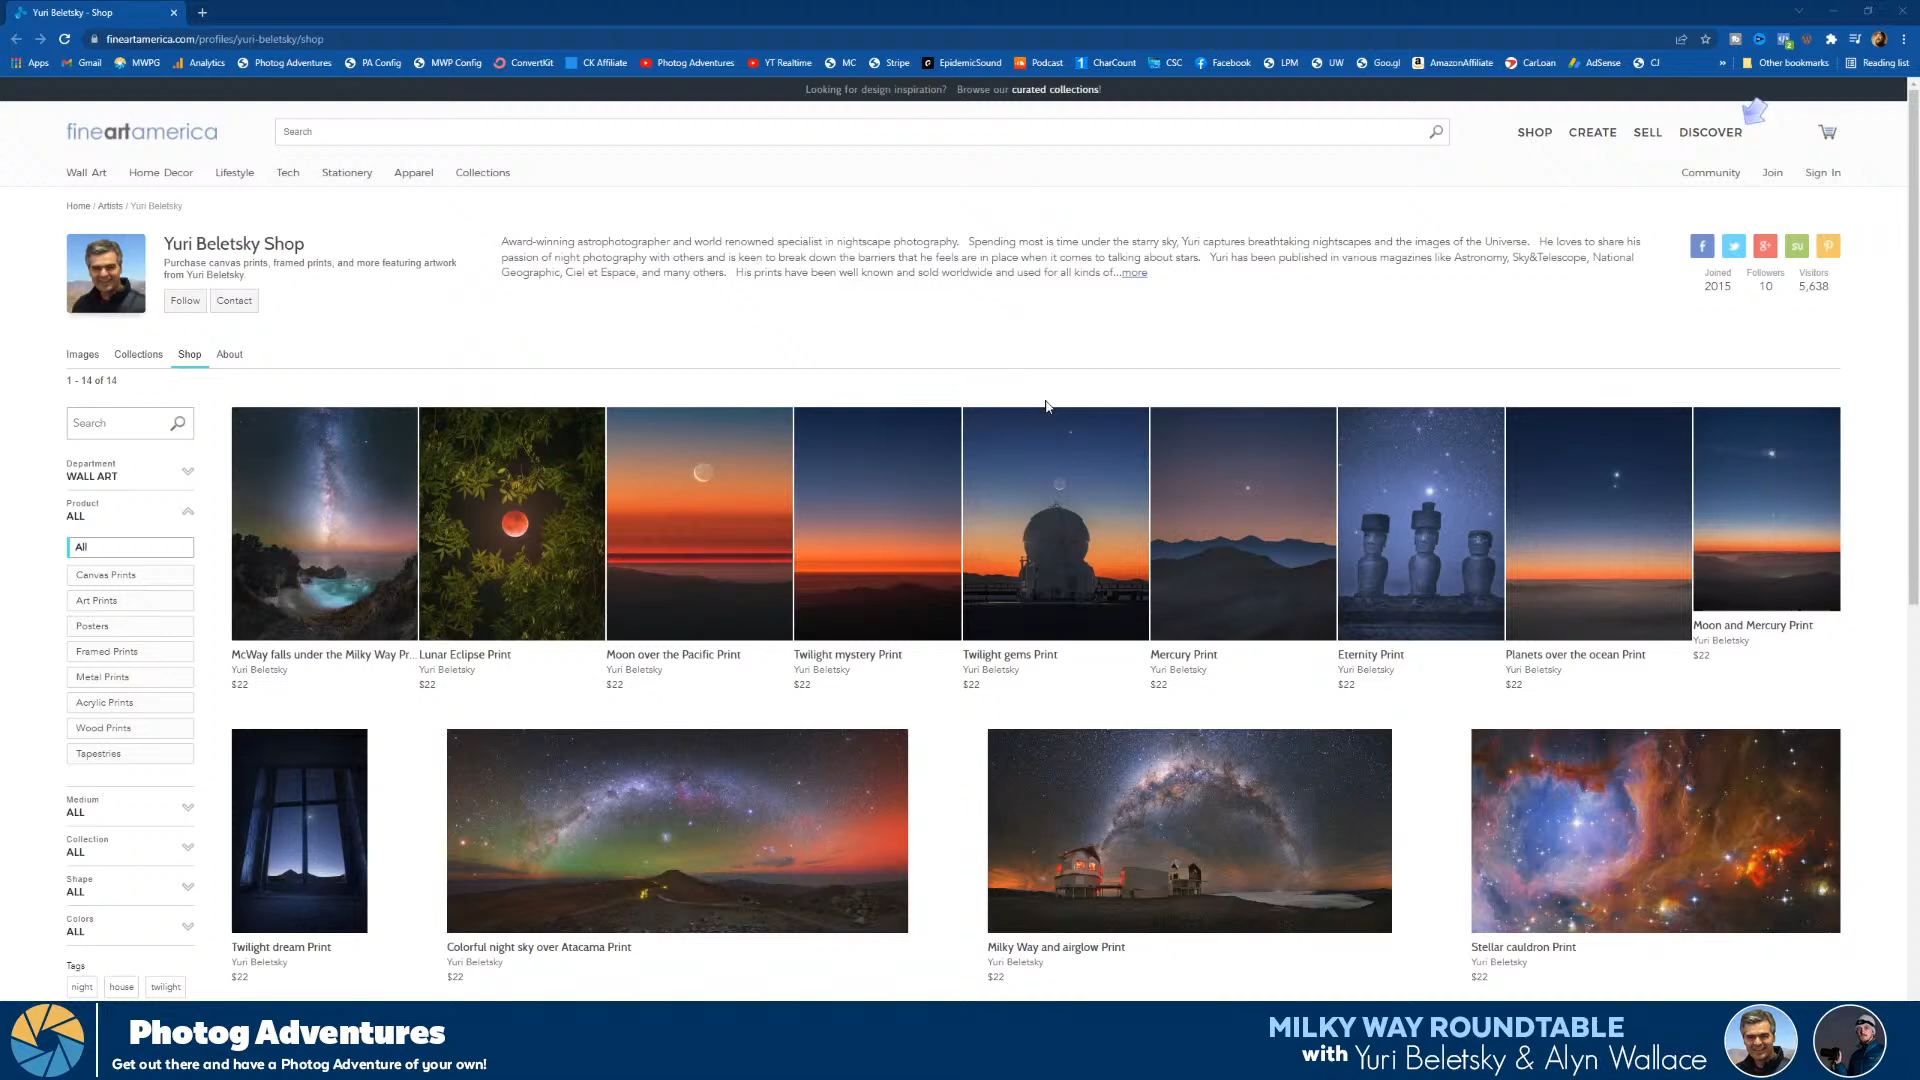 Yuri Beletsky - Shop
fineartamerica.com/profiles/yuri-beletsky/shop
Apps Gmail MWPG Analytics Photog Adventures PA Config MWP Config ConvertKit CK Affiliate Photog Adventures YT Realtime MC Stripe EpidemicSound Podcast CharCount CSC Facebook LPM UW Goo.gl AmazonAffiliate CarLoan AdSense CJ » Other bookmarks Reading list
Looking for design inspiration? Browse our curated collections!
fineartamerica
Search
SHOP CREATE SELL DISCOVER
Wall Art Home Decor Lifestyle Tech Stationery Apparel Collections
Community Join Sign In
Home / Artists / Yuri Beletsky
Yuri Beletsky Shop
Purchase canvas prints, framed prints, and more featuring artwork
from Yuri Beletsky.
Follow Contact
Award-winning astrophotographer and world renowned specialist in nightscape photography. Spending most is time under the starry sky, Yuri captures breathtaking nightscapes and the images of the Universe. He loves to share his
passion of night photography with others and is keen to break down the barriers that he feels are in place when it comes to talking about stars. Yuri has been published in various magazines like Astronomy, Sky&Telescope, National
Geographic, Ciel et Espace, and many others. His prints have been well known and sold worldwide and used for all kinds of...more
Joined Followers Visitors
2015 10 5,638
Images Collections Shop About
1 - 14 of 14
Search
Department
WALL ART
Product
ALL
All
Canvas Prints
Art Prints
Posters
Framed Prints
Metal Prints
Acrylic Prints
Wood Prints
Tapestries
Medium
ALL
Collection
ALL
Shape
ALL
Colors
ALL
Tags
night house twilight
McWay falls under the Milky Way Pr...
Yuri Beletsky
$22
Lunar Eclipse Print
Yuri Beletsky
$22
Moon over the Pacific Print
Yuri Beletsky
$22
Twilight mystery Print
Yuri Beletsky
$22
Twilight gems Print
Yuri Beletsky
$22
Mercury Print
Yuri Beletsky
$22
Eternity Print
Yuri Beletsky
$22
Planets over the ocean Print
Yuri Beletsky
$22
Moon and Mercury Print
Yuri Beletsky
$22
Twilight dream Print
Yuri Beletsky
$22
Colorful night sky over Atacama Print
Yuri Beletsky
$22
Milky Way and airglow Print
Yuri Beletsky
$22
Stellar cauldron Print
Yuri Beletsky
$22
Photog Adventures
Get out there and have a Photog Adventure of your own!
MILKY WAY ROUNDTABLE
with Yuri Beletsky & Alyn Wallace